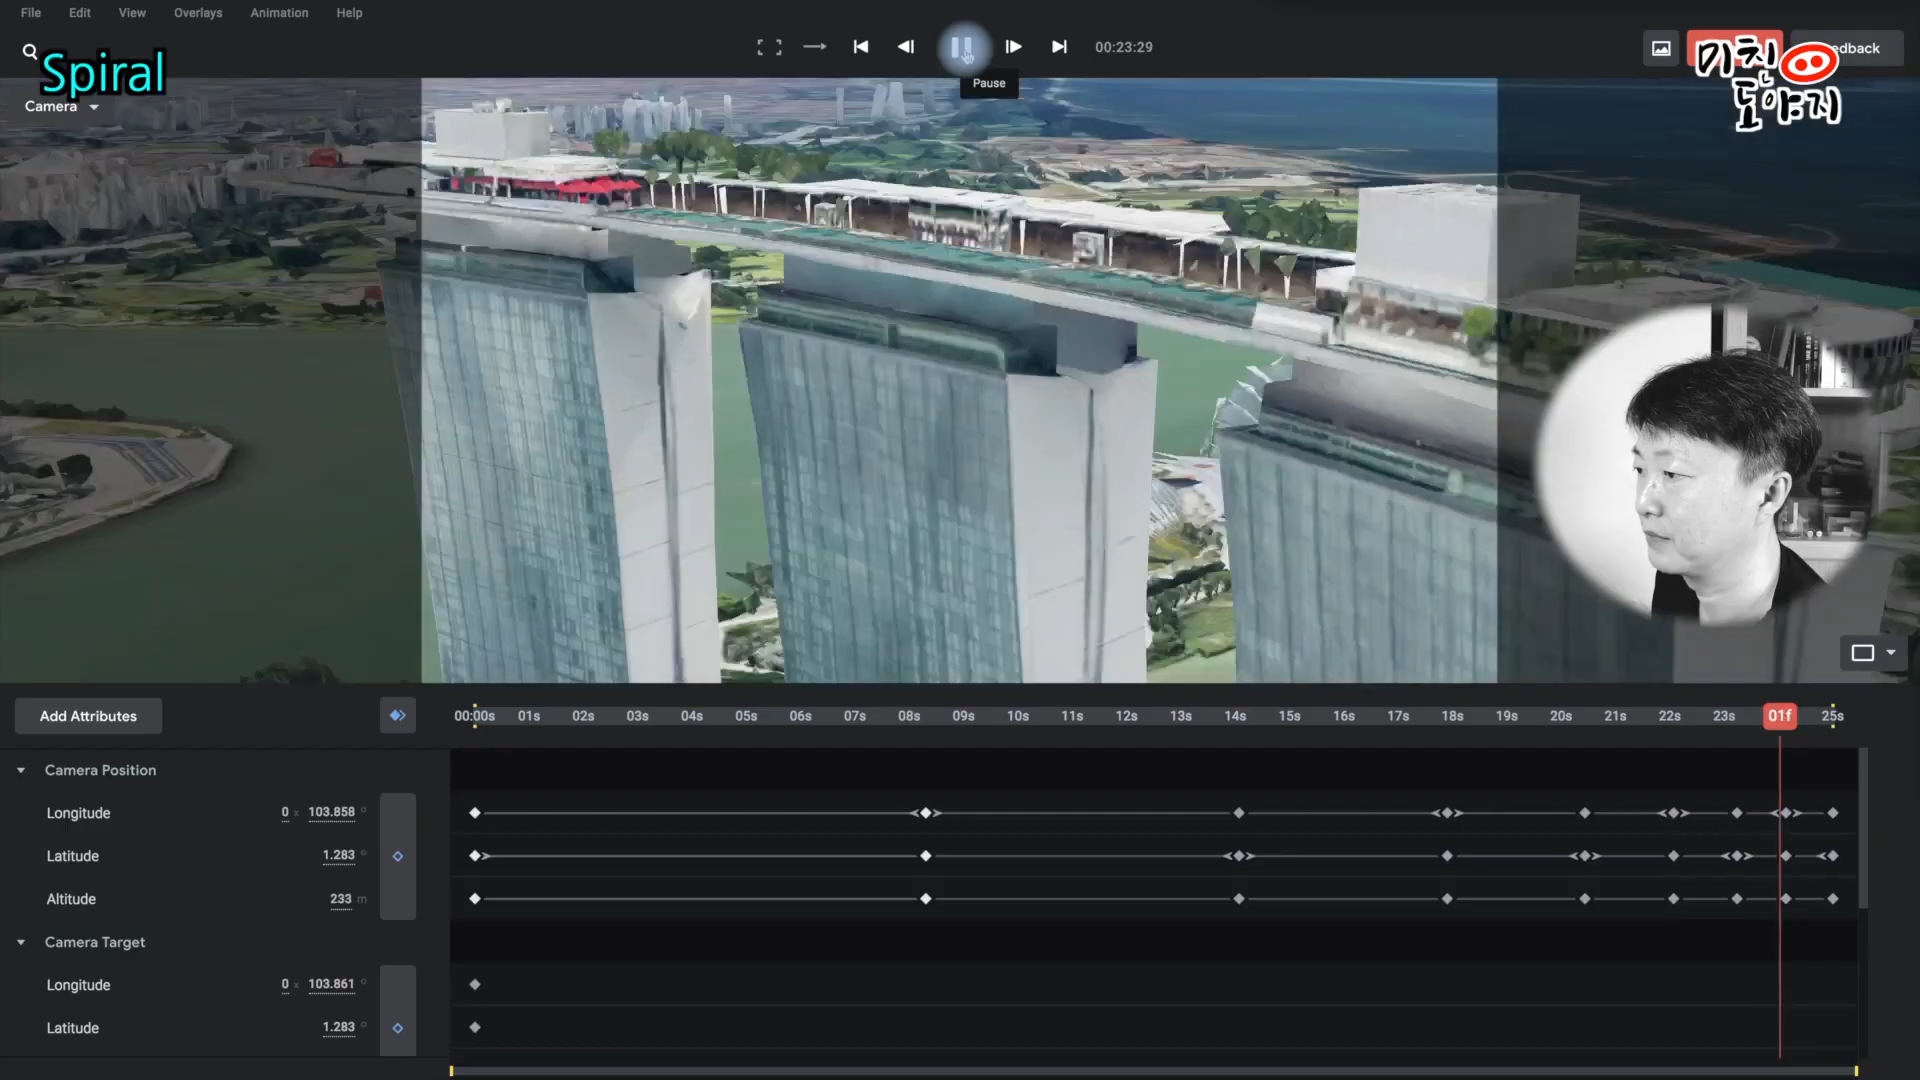 File Edit View Overlays Animation Help
00:23:29
edback
Spiral
미친
도야지
Pause
Camera
Add Attributes
00:00s 01s 02s 03s 04s 05s 06s 07s 08s 09s 10s 11s 12s 13s 14s 15s 16s 17s 18s 19s 20s 21s 22s 23s 01f 25s
Camera Position
Longitude 0 x 103.858 °
Latitude 1.283 °
Altitude 233 m
Camera Target
Longitude 0 x 103.861 °
Latitude 1.283 °